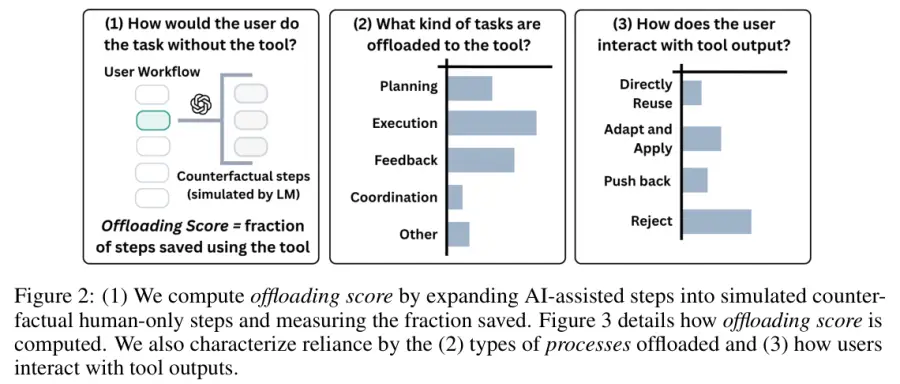 (1) How would the user do
the task without the tool?
User Workflow
Counterfactual steps
(simulated by LM)
Offloading Score = fraction
of steps saved using the tool
(2) What kind of tasks are
offloaded to the tool?
Planning
Execution
Feedback
Coordination
Other
(3) How does the user
interact with tool output?
Directly
Reuse
Adapt and
Apply
Push back
Reject
Figure 2: (1) We compute offloading score by expanding AI-assisted steps into simulated counter-
factual human-only steps and measuring the fraction saved. Figure 3 details how offloading score is
computed. We also characterize reliance by the (2) types of processes offloaded and (3) how users
interact with tool outputs.